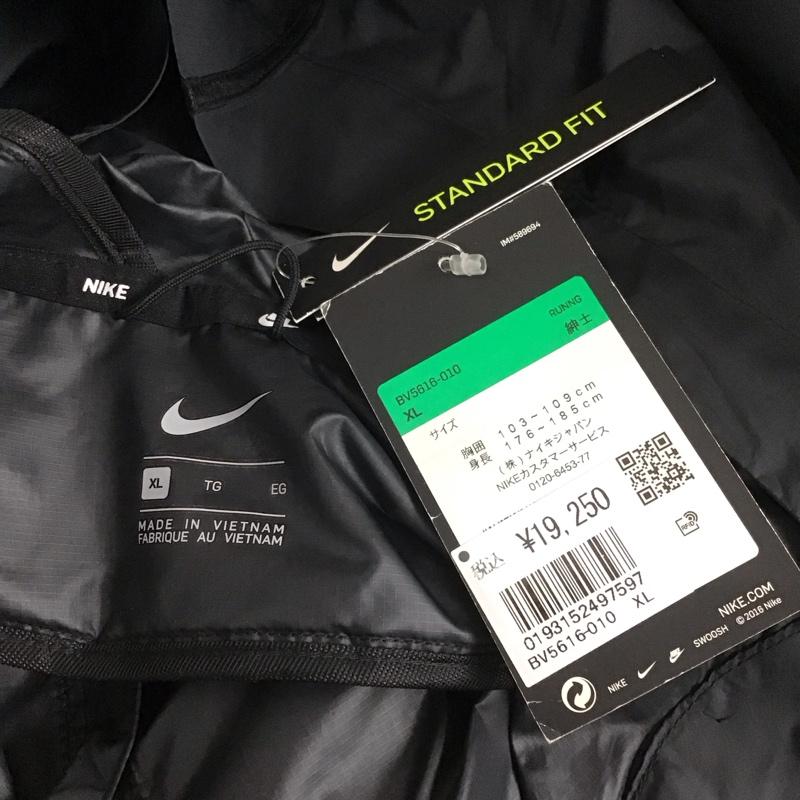 STANDARD FIT
IM#589694
NIKE
RUNNG
紳士
BV5616-010
XL
サイズ
胸囲 103-109cm
身長 176-185cm
(株)ナイキジャパン
NIKEカスタマーサービス
0120-6453-77
RFID
税込 ¥19,250
0193152497597
BV5616-010 XL
NIKE.COM
NIKE SWOOSH ©2016 Nike
XL TG EG
MADE IN VIETNAM
FABRIQUE AU VIETNAM